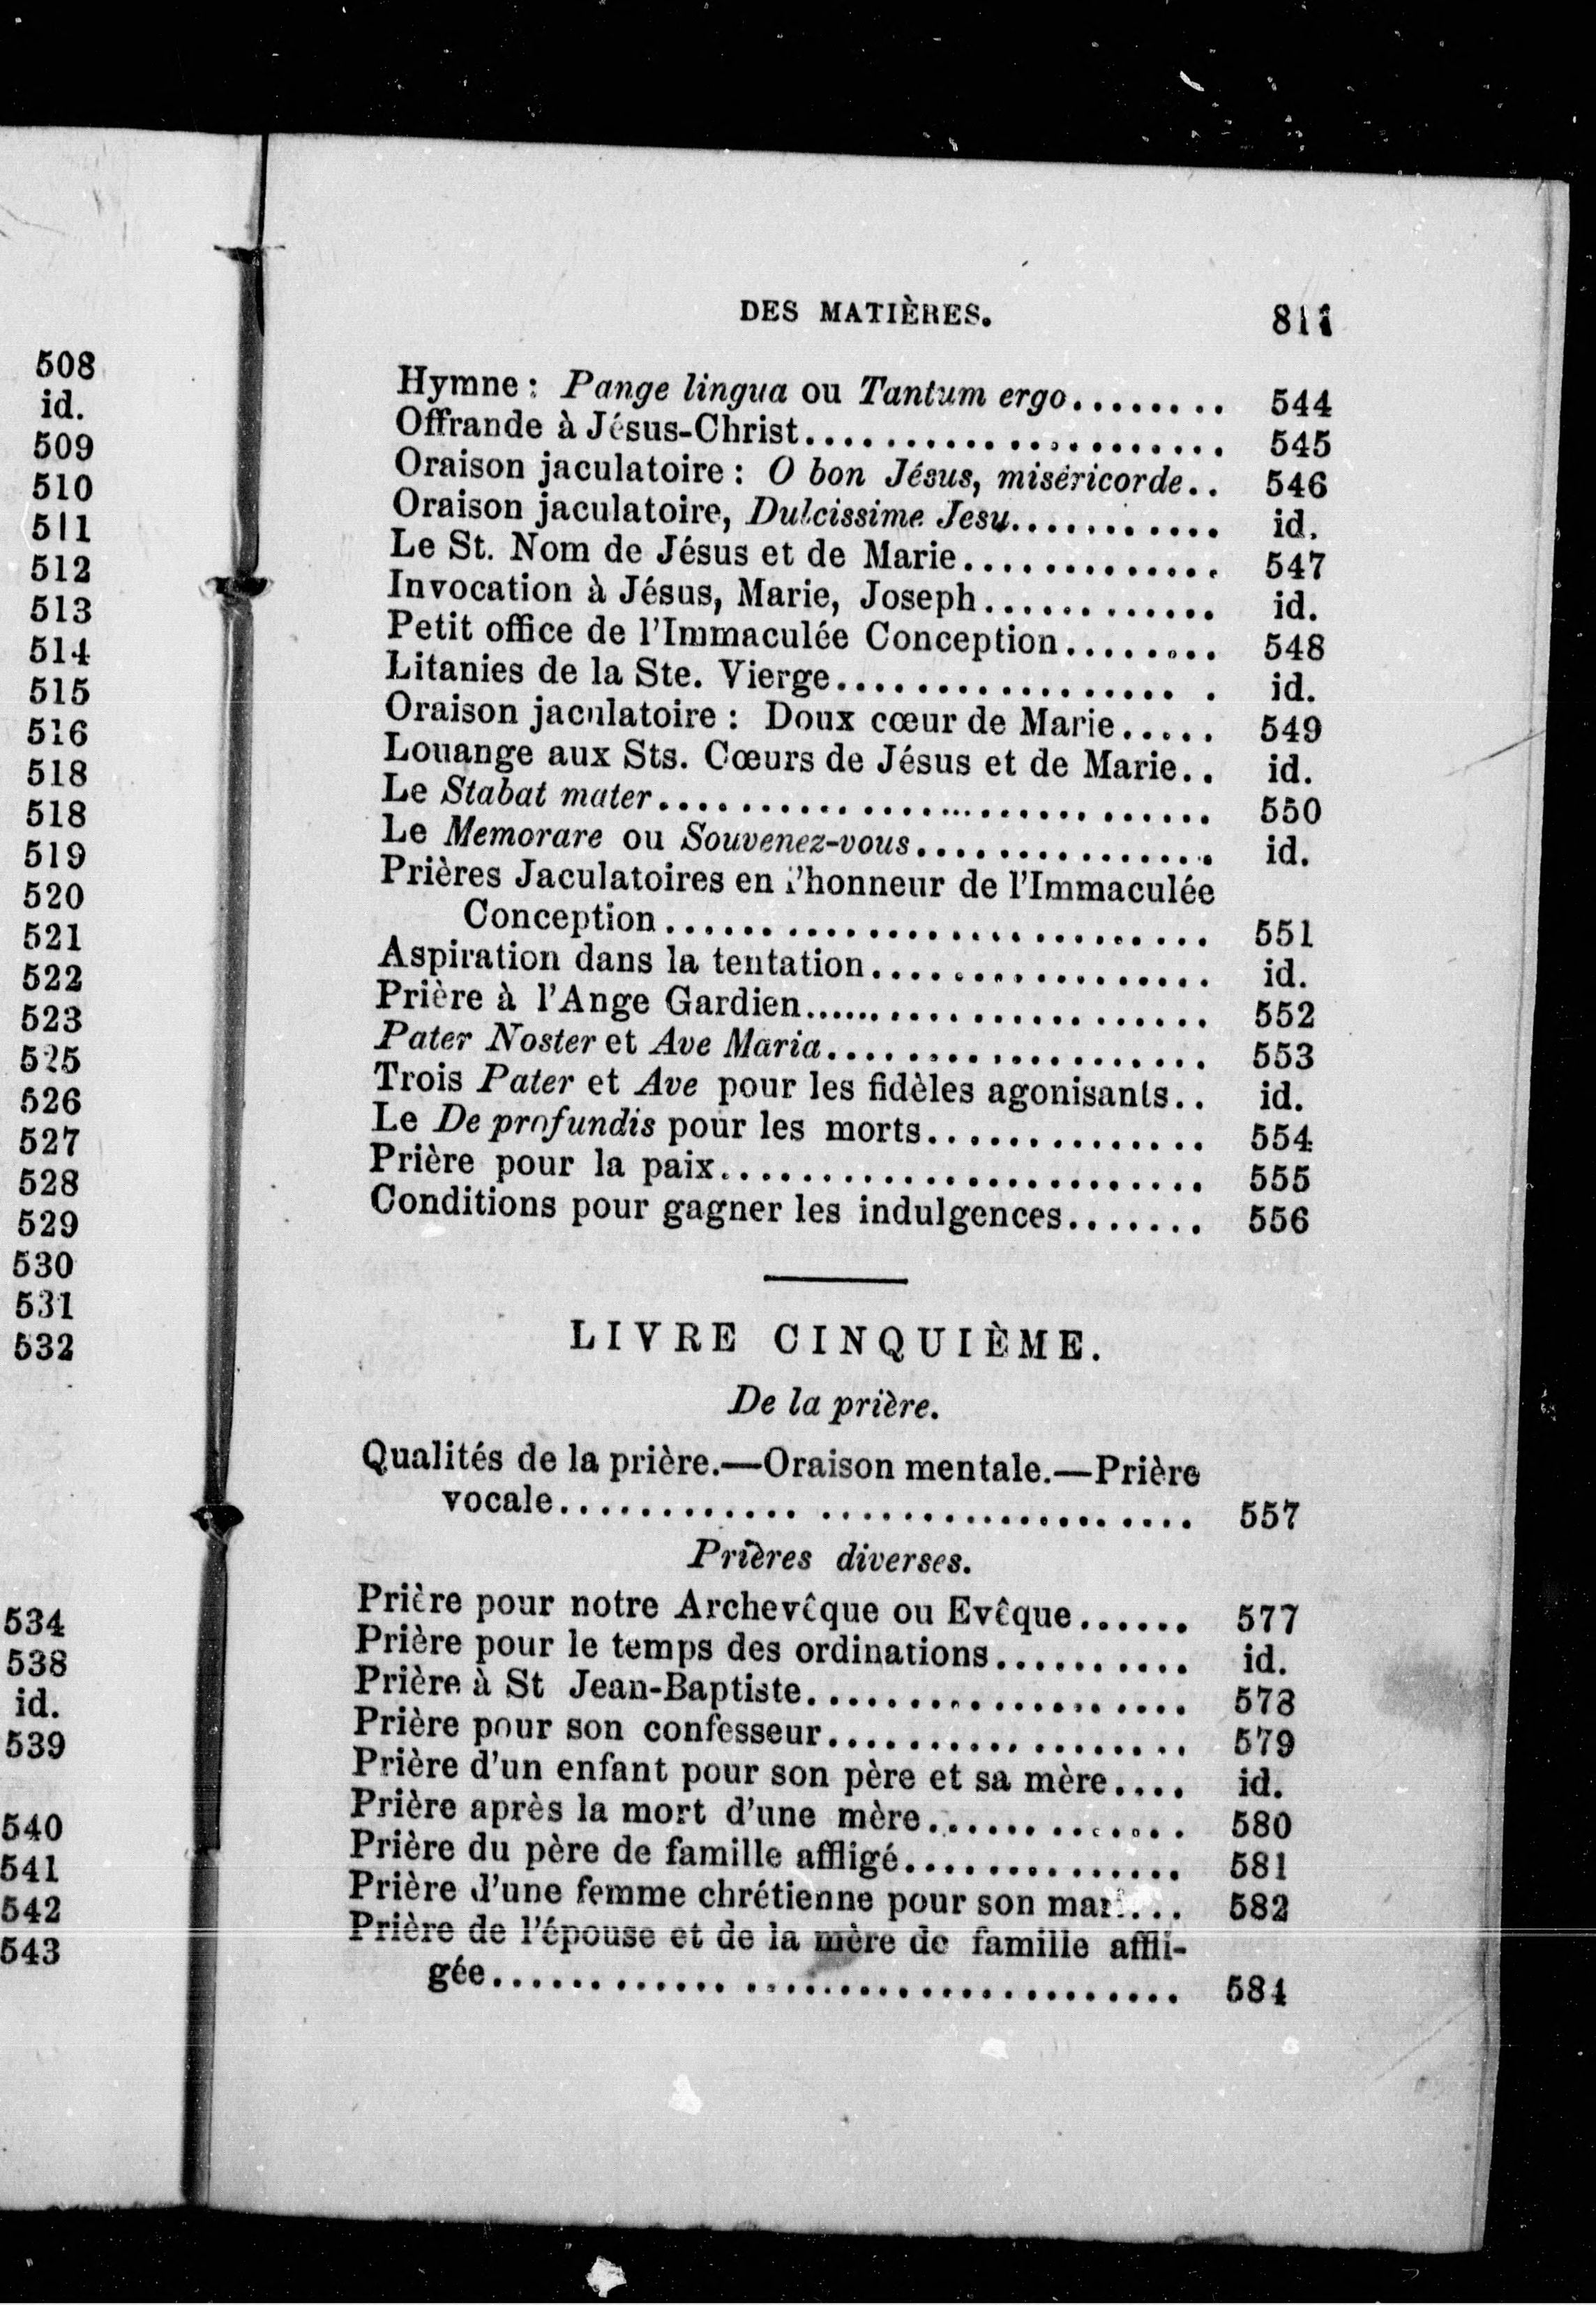 508
id.
509
510
511
512
513
514
515
516
518
518
519
520
521
522
523
525
526
527
528
529
530
531
532
534
538
id.
539
540
541
542
543
DES MATIÈRES.
Hymne : Pange lingua ou Tantum ergo........ 544
Offrande à Jésus-Christ..................... 545
Oraison jaculatoire : O bon Jésus, miséricorde.. 546
Oraison jaculatoire, Dulcissime Jesu........... id.
Le St. Nom de Jésus et de Marie............. 547
Invocation à Jésus, Marie, Joseph............ id.
Petit office de l'Immaculée Conception........ 548
Litanies de la Ste. Vierge.................. . id.
Oraison jaculatoire : Doux cœur de Marie..... 549
Louange aux Sts. Cœurs de Jésus et de Marie.. id.
Le Stabat mater............................ 550
Le Memorare ou Souvenez-vous............... id.
Prières Jaculatoires en l'honneur de l'Immaculée
Conception........................... 551
Aspiration dans la tentation................. id.
Prière à l'Ange Gardien..................... 552
Pater Noster et Ave Maria................... 553
Trois Pater et Ave pour les fidèles agonisants.. id.
Le De profundis pour les morts.............. 554
Prière pour la paix........................ 555
Conditions pour gagner les indulgences....... 556
LIVRE CINQUIÈME.
De la prière.
Qualités de la prière.—Oraison mentale.—Prière
vocale............ ................... 557
Prières diverses.
Prière pour notre Archevêque ou Evêque...... 577
Prière pour le temps des ordinations.......... id.
Prière à St Jean-Baptiste................... 578
Prière pour son confesseur.................. 579
Prière d'un enfant pour son père et sa mère.... id.
Prière après la mort d'une mère............. 580
Prière du père de famille affligé.............. 581
Prière d'une femme chrétienne pour son mari... 582
Prière de l'épouse et de la mère de famille affli-
gée............ ...................... 584